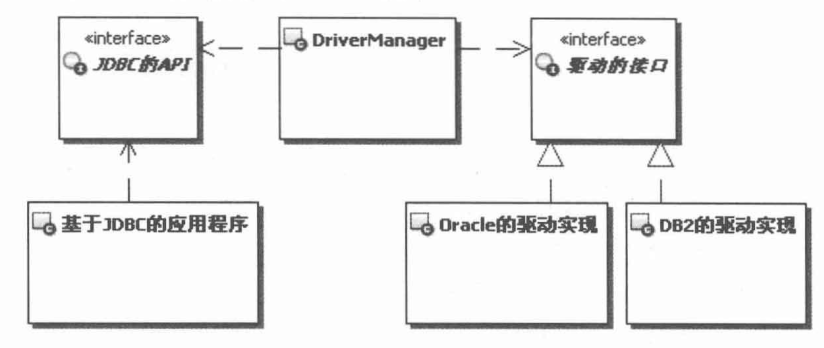 «interface»
JDBC的API
DriverManager
«interface»
驱动的接口
基于JDBC的应用程序
Oracle的驱动实现
DB2的驱动实现